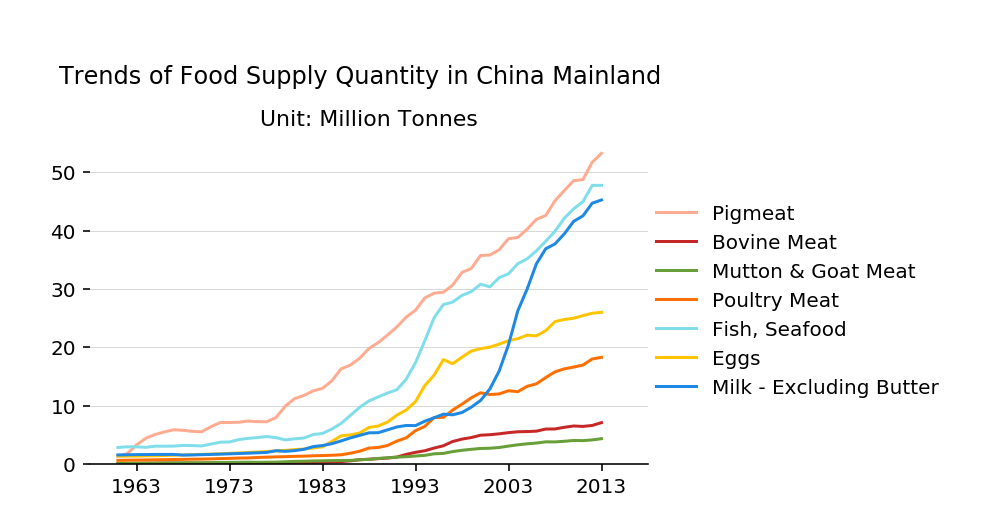 Trends of Food Supply Quantity in China Mainland
Unit: Million Tonnes
50
40
30
20
10
0
1963 1973 1983 1993 2003 2013
Pigmeat
Bovine Meat
Mutton & Goat Meat
Poultry Meat
Fish, Seafood
Eggs
Milk - Excluding Butter